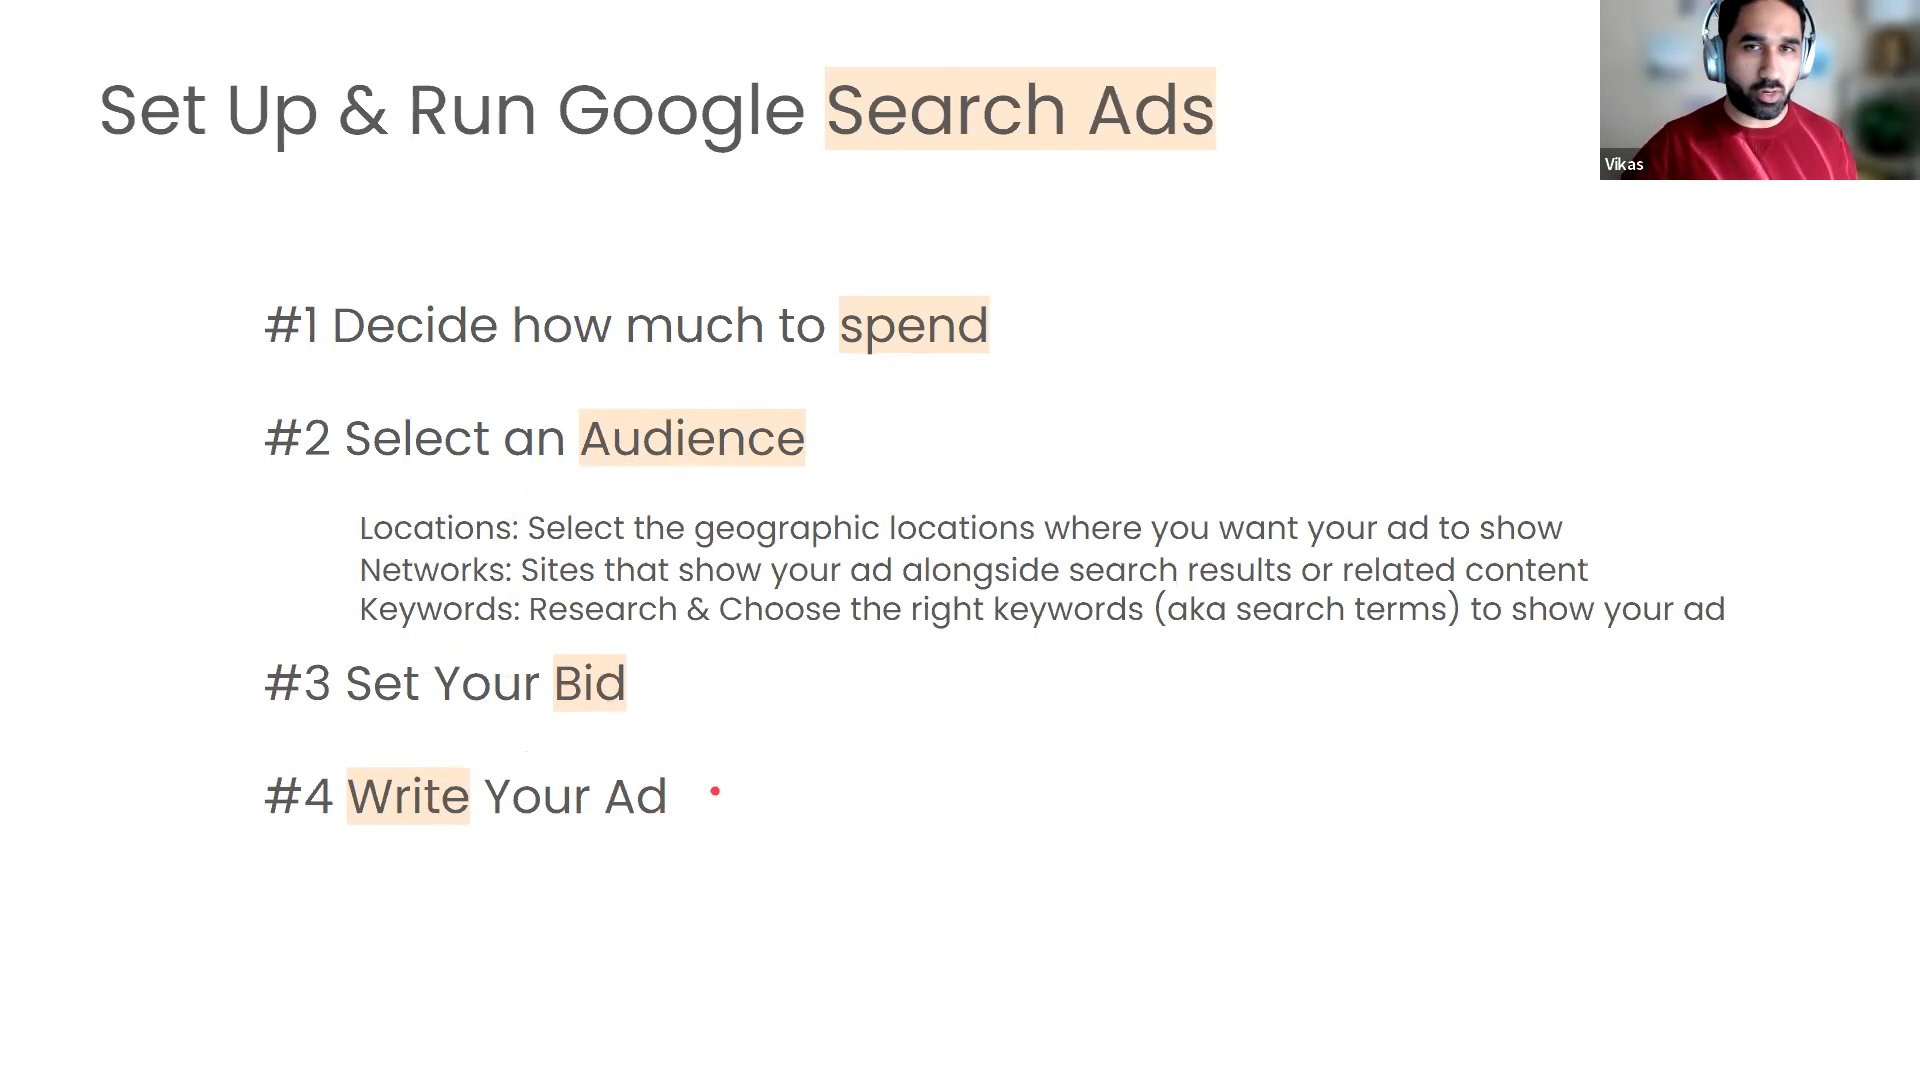 Set Up & Run Google Search Ads
Vikas
#1 Decide how much to spend
#2 Select an Audience
Locations: Select the geographic locations where you want your ad to show
Networks: Sites that show your ad alongside search results or related content
Keywords: Research & Choose the right keywords (aka search terms) to show your ad
#3 Set Your Bid
#4 Write Your Ad